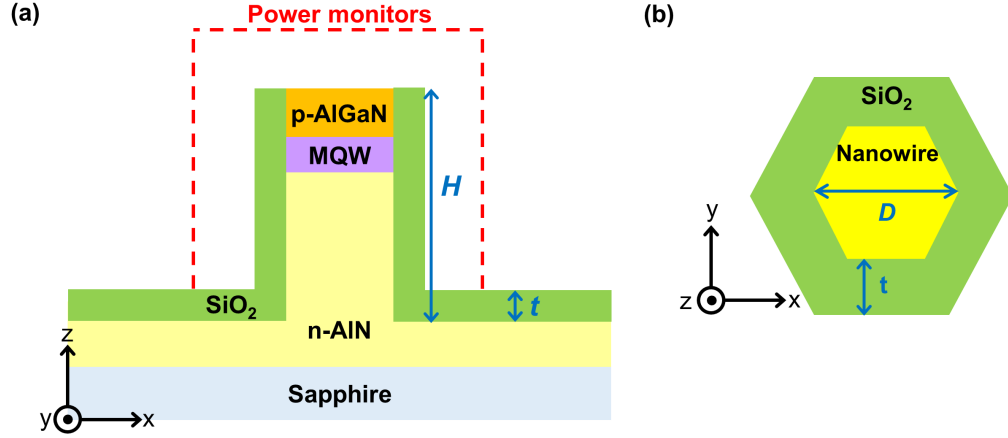 (a)
Power monitors
p-AlGaN
MQW
H
SiO₂
t
n-AlN
Sapphire
z
y
x
(b)
SiO₂
Nanowire
D
t
y
z
x